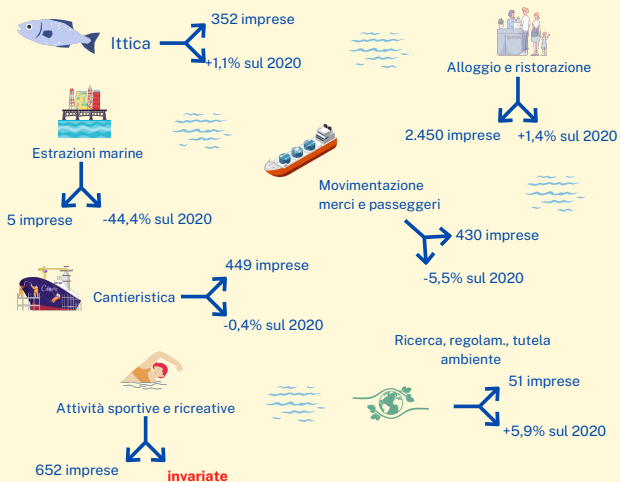 Ittica
352 imprese
+1,1% sul 2020
Alloggio e ristorazione
2.450 imprese
+1,4% sul 2020
Estrazioni marine
5 imprese
-44,4% sul 2020
Movimentazione
merci e passeggeri
430 imprese
-5,5% sul 2020
Cantieristica
449 imprese
-0,4% sul 2020
Ricerca, regolam., tutela
ambiente
51 imprese
+5,9% sul 2020
Attività sportive e ricreative
652 imprese
invariate